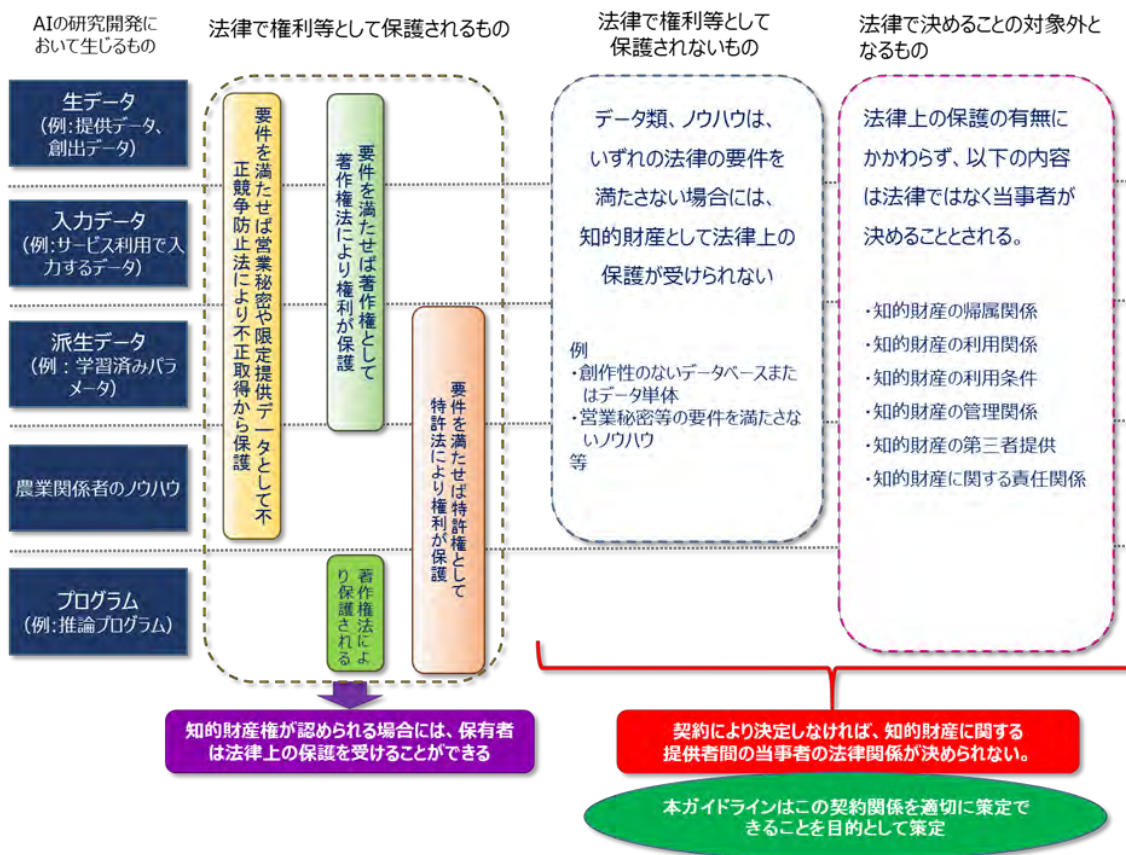 AIの研究開発に
おいて生じるもの
法律で権利等として保護されるもの
法律で権利等として
保護されないもの
法律で決めることの対象外と
なるもの
生データ
（例：提供データ、
創出データ）
入力データ
（例：サービス利用で入
力するデータ）
派生データ
（例：学習済みパラ
メータ）
農業関係者のノウハウ
プログラム
（例：推論プログラム）
要件を満たせば営業秘密や限定提供データとして不
正競争防止法により不正取得から保護
要件を満たせば著作権として
著作権法により権利が保護
著作権法によ
り保護される
要件を満たせば特許権として
特許法により権利が保護
データ類、ノウハウは、
いずれの法律の要件を
満たさない場合には、
知的財産として法律上の
保護が受けられない
例
・創作性のないデータベースまた
はデータ単体
・営業秘密等の要件を満たさな
いノウハウ
等
法律上の保護の有無に
かかわらず、以下の内容
は法律ではなく当事者が
決めることとされる。
・知的財産の帰属関係
・知的財産の利用関係
・知的財産の利用条件
・知的財産の管理関係
・知的財産の第三者提供
・知的財産に関する責任関係
知的財産権が認められる場合には、保有者
は法律上の保護を受けることができる
契約により決定しなければ、知的財産に関する
提供者間の当事者の法律関係が決められない。
本ガイドラインはこの契約関係を適切に策定で
きることを目的として策定